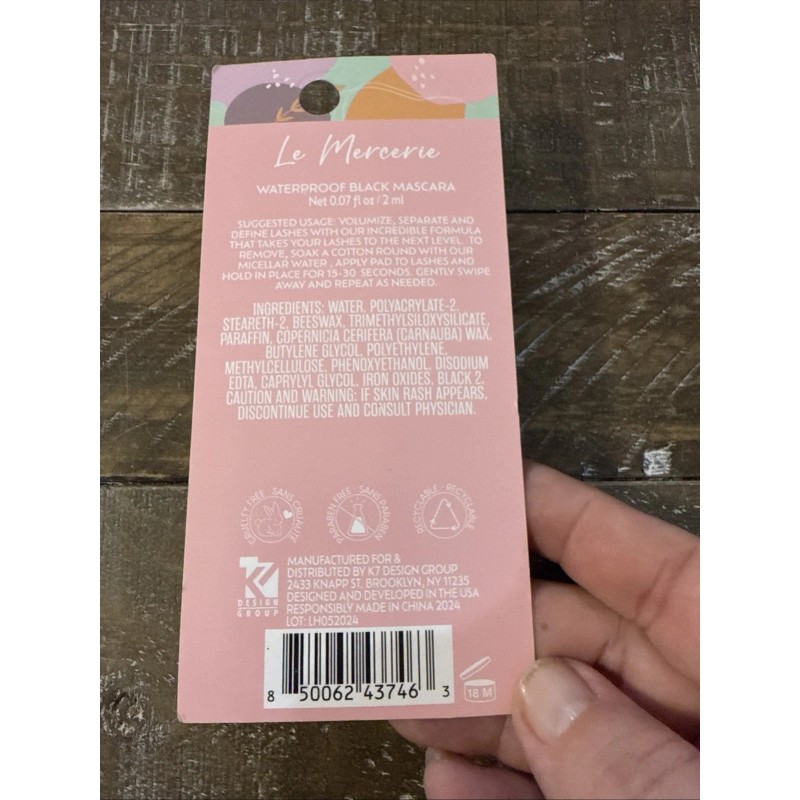 Le Mercerie
WATERPROOF BLACK MASCARA
Net 0.07 fl oz / 2 ml
SUGGESTED USAGE: VOLUMIZE, SEPARATE AND
DEFINE LASHES WITH OUR INCREDIBLE FORMULA
THAT TAKES YOUR LASHES TO THE NEXT LEVEL. TO
REMOVE, SOAK A COTTON ROUND WITH OUR
MICELLAR WATER . APPLY PAD TO LASHES AND
HOLD IN PLACE FOR 15-30 SECONDS. GENTLY SWIPE
AWAY AND REPEAT AS NEEDED.
INGREDIENTS: WATER, POLYACRYLATE-2,
STEARETH-2, BEESWAX, TRIMETHYLSILOXYSILICATE,
PARAFFIN, COPERNICIA CERIFERA (CARNAUBA) WAX,
BUTYLENE GLYCOL, POLYETHYLENE,
METHYLCELLULOSE, PHENOXYETHANOL, DISODIUM
EDTA, CAPRYLYL GLYCOL, IRON OXIDES, BLACK 2.
CAUTION AND WARNING: IF SKIN RASH APPEARS,
DISCONTINUE USE AND CONSULT PHYSICIAN.
CRUELTY FREE · SANS CRUAUTÉ
PARABEN FREE · SANS PARABEN
RECYCLABLE · RECYCLABLE
K7
DESIGN
GROUP
MANUFACTURED FOR &
DISTRIBUTED BY K7 DESIGN GROUP
2433 KNAPP ST, BROOKLYN, NY 11235
DESIGNED AND DEVELOPED IN THE USA
RESPONSIBLY MADE IN CHINA 2024
LOT: LH052024
8 50062 43746 3
18 M